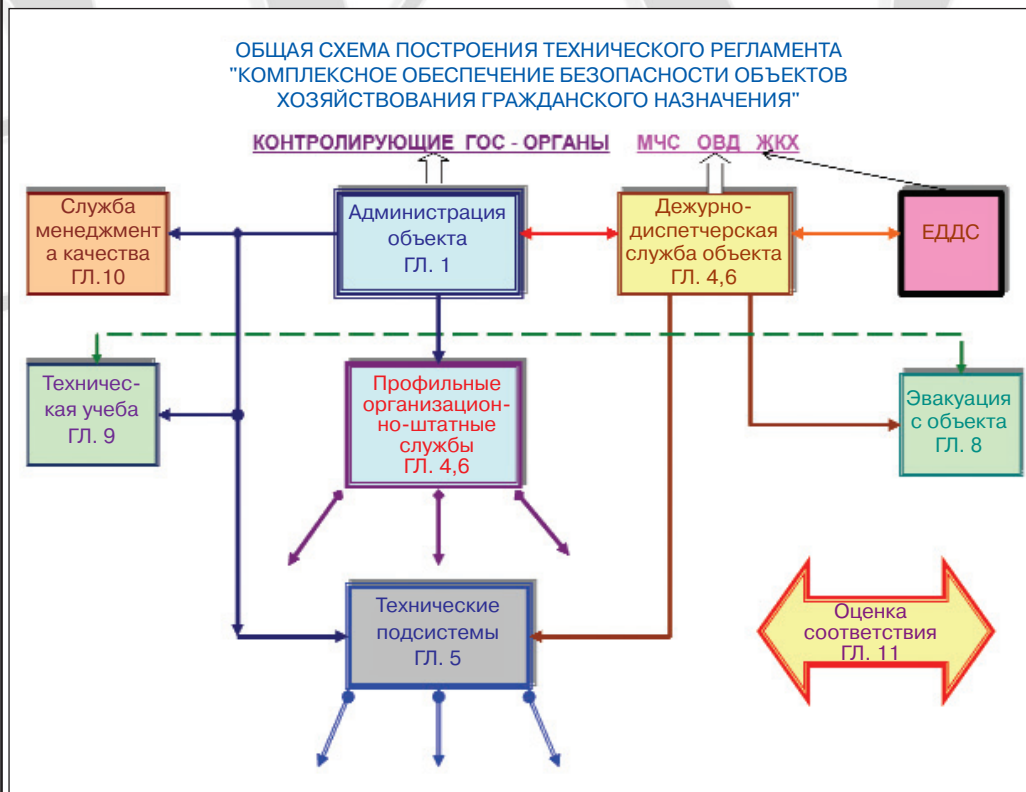 ОБЩАЯ СХЕМА ПОСТРОЕНИЯ ТЕХНИЧЕСКОГО РЕГЛАМЕНТА
"КОМПЛЕКСНОЕ ОБЕСПЕЧЕНИЕ БЕЗОПАСНОСТИ ОБЪЕКТОВ
ХОЗЯЙСТВОВАНИЯ ГРАЖДАНСКОГО НАЗНАЧЕНИЯ"
КОНТРОЛИРУЮЩИЕ ГОС - ОРГАНЫ
МЧС ОВД ЖКХ
Служба
менеджмент
а качества
ГЛ.10
Администрация
объекта
ГЛ. 1
Дежурно-
диспетчерская
служба объекта
ГЛ. 4,6
ЕДДС
Техничес-
кая учеба
ГЛ. 9
Профильные
организацион-
но-штатные
службы
ГЛ. 4,6
Эвакуация
с объекта
ГЛ. 8
Технические
подсистемы
ГЛ. 5
Оценка
соответствия
ГЛ. 11